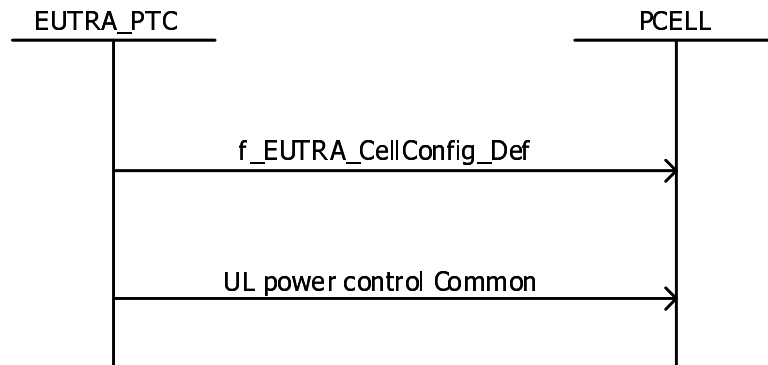 EUTRA_PTC
PCELL
f_EUTRA_CellConfig_Def
UL power control Common